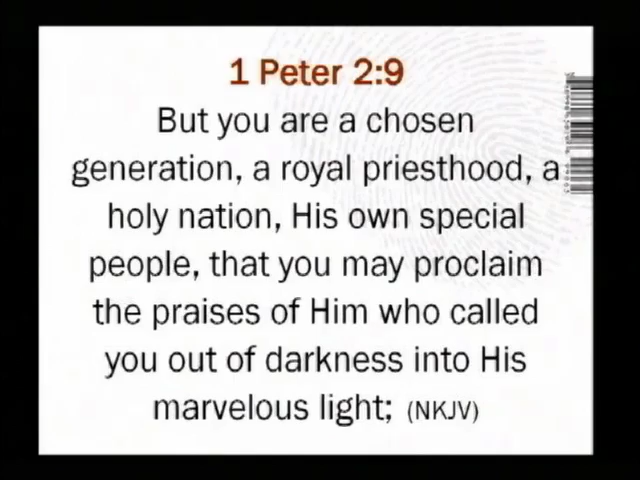 1 Peter 2:9
But you are a chosen
generation, a royal priesthood, a
holy nation, His own special
people, that you may proclaim
the praises of Him who called
you out of darkness into His
marvelous light; (NKJV)